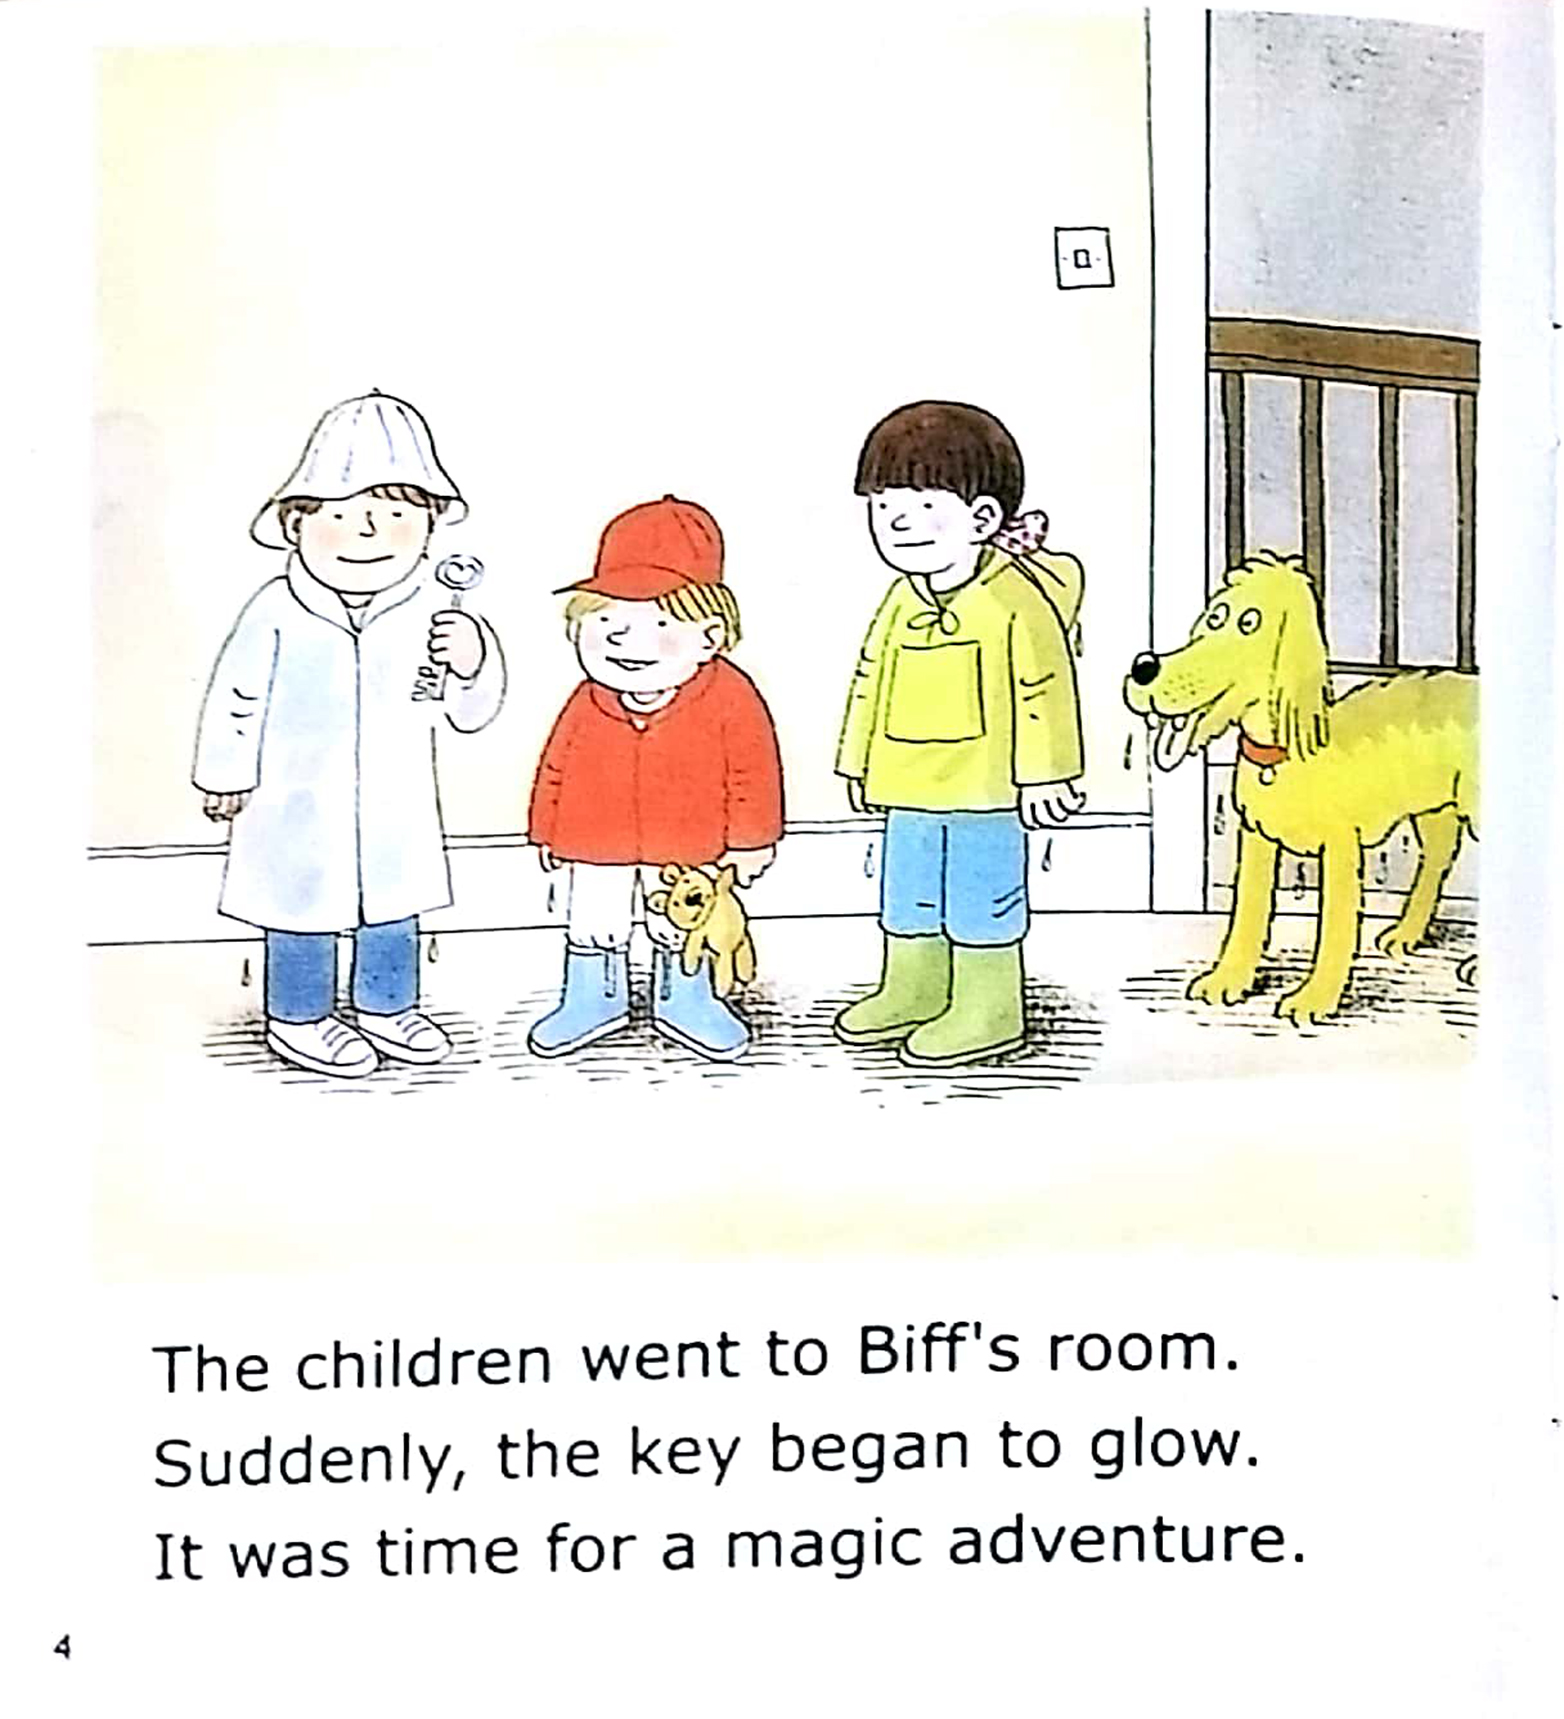 The children went to Biff's room.
Suddenly, the key began to glow.
It was time for a magic adventure.
4